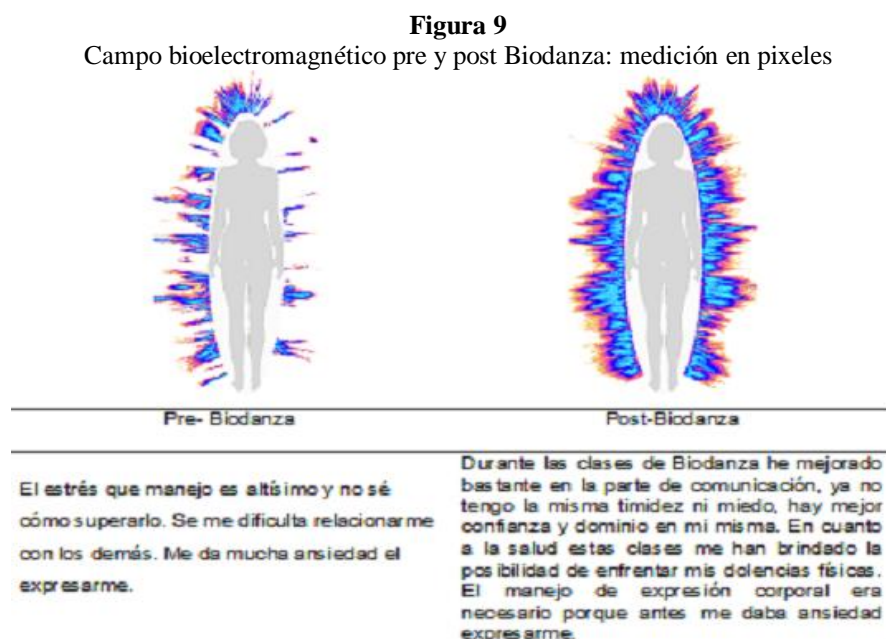 Figura 9
Campo bioelectromagnético pre y post Biodanza: medición en pixeles
Pre- Biodanza
Post-Biodanza
El estrés que manejo es altísimo y no sé
cómo superarlo. Se me dificulta relacionarme
con los demás. Me da mucha ansiedad el
expresarme.
Durante las clases de Biodanza he mejorado
bastante en la parte de comunicación, ya no
tengo la misma timidez ni miedo, hay mejor
confianza y dominio en mi misma. En cuanto
a la salud estas clases me han brindado la
posibilidad de enfrentar mis dolencias físicas.
El manejo de expresión corporal era
necesario porque antes me daba ansiedad
expresarme.